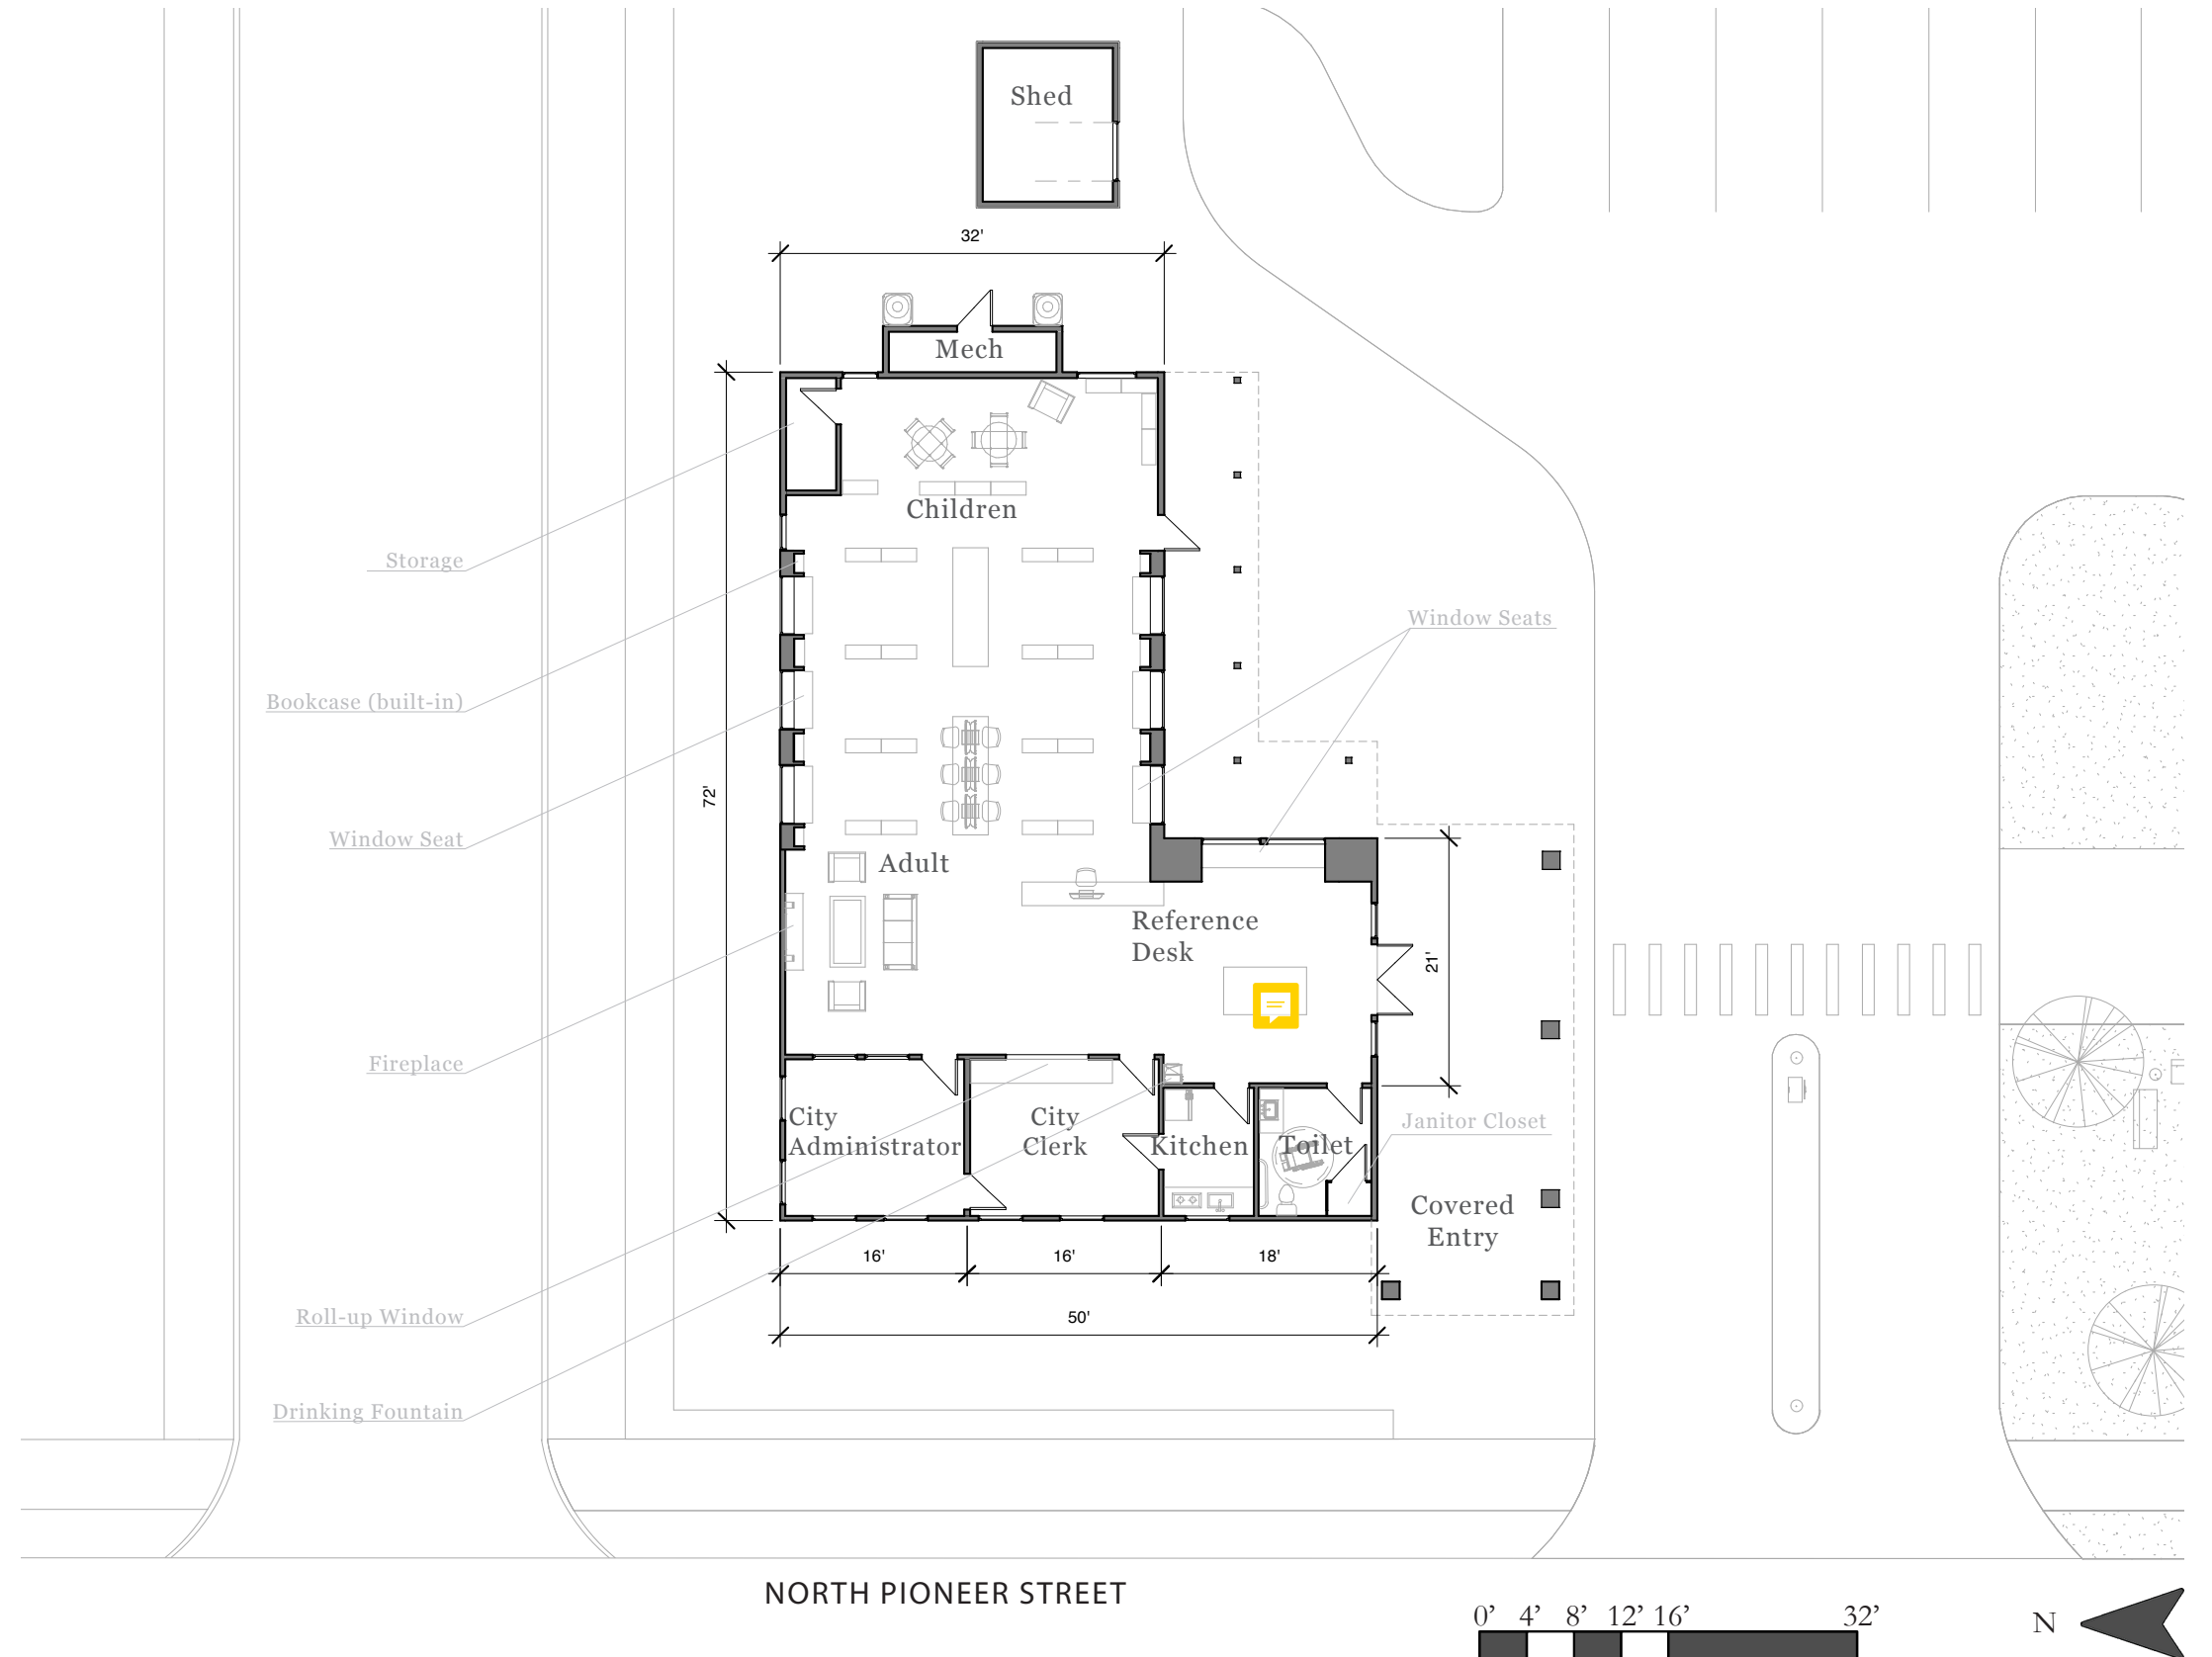 Shed
32'
Mech
Storage
Children
Bookcase (built-in)
Window Seats
72'
Window Seat
Adult
Reference
Desk
21'
Fireplace
City
Administrator
City
Clerk
Kitchen
Toilet
Janitor Closet
Covered
Entry
16'
16'
18'
Roll-up Window
50'
Drinking Fountain
NORTH PIONEER STREET
0’ 4’ 8’ 12’ 16’ 32’
N